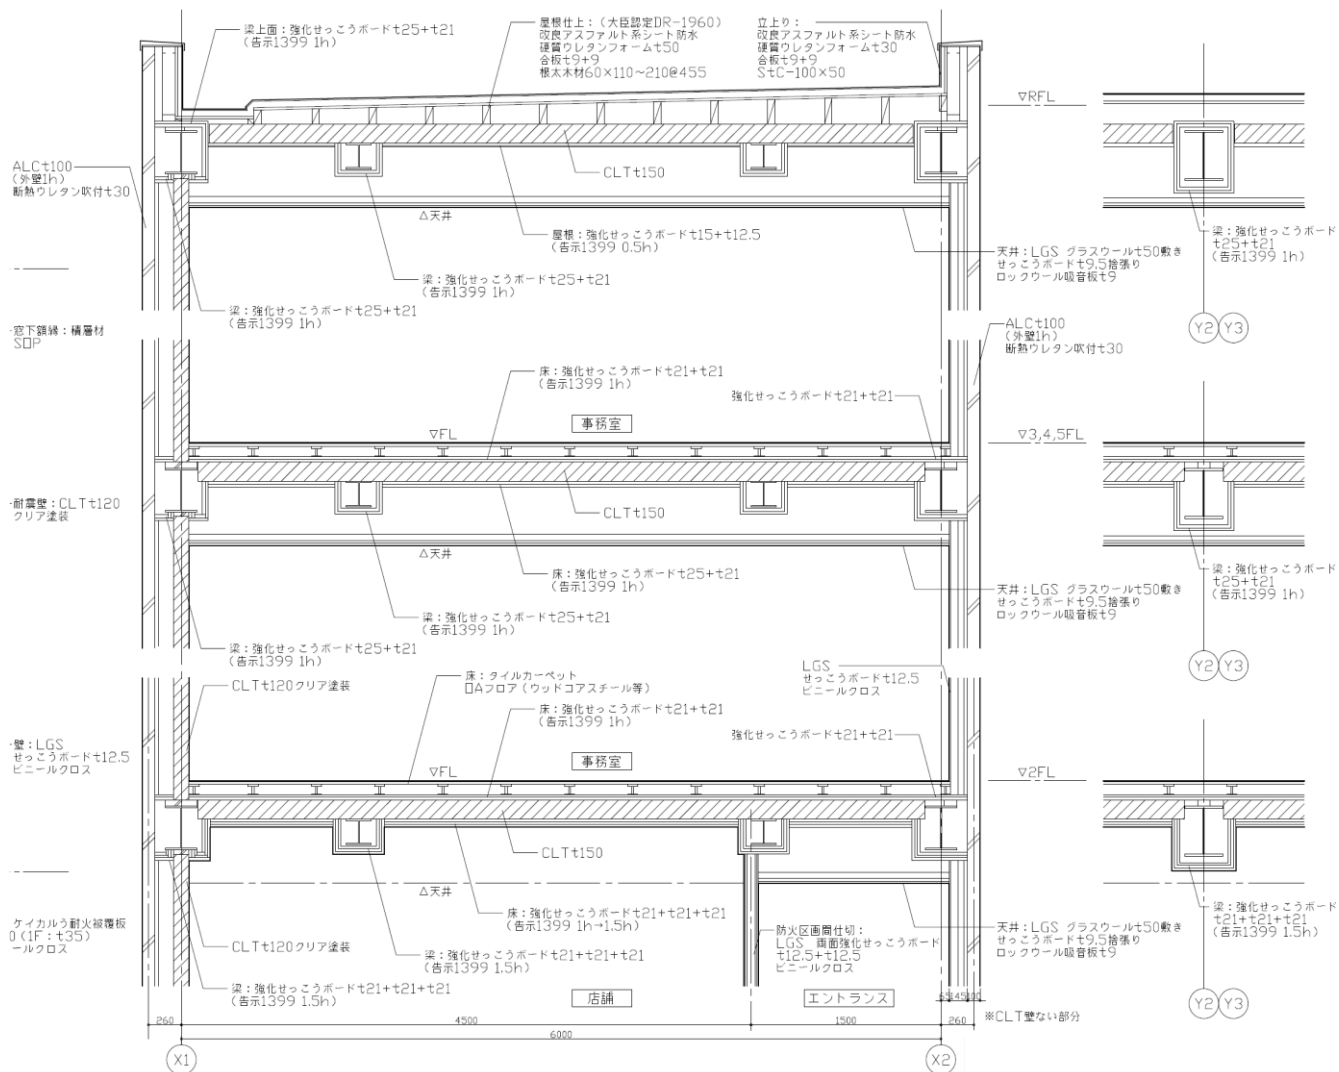 梁上面：強化せっこうボードt25+t21
(告示1399 1h)
屋根仕上：(大臣認定DR-1960)
改良アスファルト系シート防水
硬質ウレタンフォームt50
合板t9+9
根太木材60×110~210@455
立上り：
改良アスファルト系シート防水
硬質ウレタンフォームt30
合板t9+9
StC-100×50
▽RFL
ALCt100
(外壁1h)
断熱ウレタン吹付t30
CLTt150
△天井
屋根：強化せっこうボードt15+t12.5
(告示1399 0.5h)
梁：強化せっこうボードt25+t21
(告示1399 1h)
梁：強化せっこうボードt25+t21
(告示1399 1h)
天井：LGS グラスウールt50敷き
せっこうボードt9.5捨張り
ロックウール吸音板t9
梁：強化せっこうボード
t25+t21
(告示1399 1h)
Y2 Y3
窓下額縁：積層材
SOP
ALCt100
(外壁1h)
断熱ウレタン吹付t30
床：強化せっこうボードt21+t21
(告示1399 1h)
強化せっこうボードt21+t21
事務室
▽FL
▽3,4,5FL
耐震壁：CLTt120
クリア塗装
CLTt150
△天井
床：強化せっこうボードt25+t21
(告示1399 1h)
梁：強化せっこうボードt25+t21
(告示1399 1h)
梁：強化せっこうボードt25+t21
(告示1399 1h)
天井：LGS グラスウールt50敷き
せっこうボードt9.5捨張り
ロックウール吸音板t9
梁：強化せっこうボード
t25+t21
(告示1399 1h)
Y2 Y3
CLTt120クリア塗装
床：タイルカーペット
OAフロア(ウッドコアスチール等)
LGS
せっこうボードt12.5
ビニールクロス
床：強化せっこうボードt21+t21
(告示1399 1h)
強化せっこうボードt21+t21
壁：LGS
せっこうボードt12.5
ビニールクロス
事務室
▽FL
▽2FL
CLTt150
△天井
床：強化せっこうボードt21+t21+t21
(告示1399 1h→1.5h)
ケイカルう耐火被覆板
0(1F：t35)
ールクロス
CLTt120クリア塗装
梁：強化せっこうボードt21+t21+t21
(告示1399 1.5h)
梁：強化せっこうボードt21+t21+t21
(告示1399 1.5h)
防火区画間仕切：
LGS 両面強化せっこうボード
t12.5+t12.5
ビニールクロス
天井：LGS グラスウールt50敷き
せっこうボードt9.5捨張り
ロックウール吸音板t9
梁：強化せっこうボード
t21+t21+t21
(告示1399 1.5h)
Y2 Y3
店舗
エントランス
65145100
※CLT壁ない部分
260 4500 1500 260
6000
X1 X2